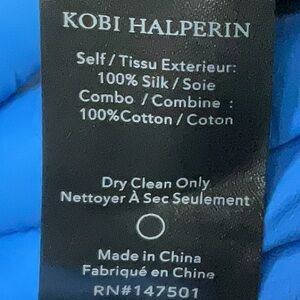 KOBI HALPERIN
Self / Tissu Exterieur:
100% Silk / Soie
Combo / Combine :
100%Cotton / Coton
Dry Clean Only
Nettoyer À Sec Seulement
Made in China
Fabriqué en Chine
RN#147501